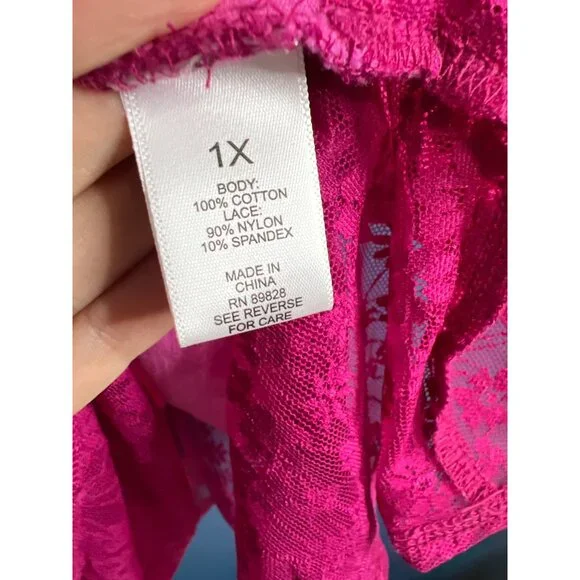 1X
BODY:
100% COTTON
LACE:
90% NYLON
10% SPANDEX
MADE IN
CHINA
RN 89828
SEE REVERSE
FOR CARE